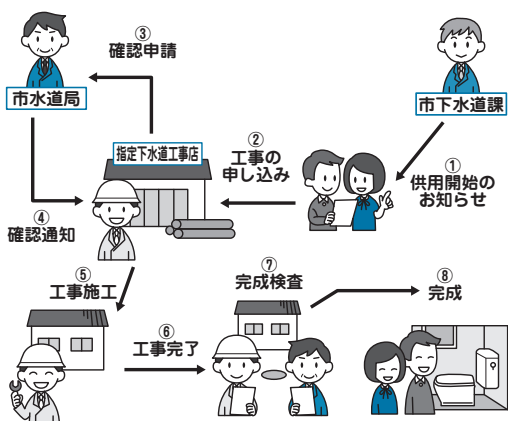 市下水道課
①
供用開始の
お知らせ
②
工事の
申し込み
指定下水道工事店
③
確認申請
市水道局
④
確認通知
⑤
工事施工
⑥
工事完了
⑦
完成検査
⑧
完成